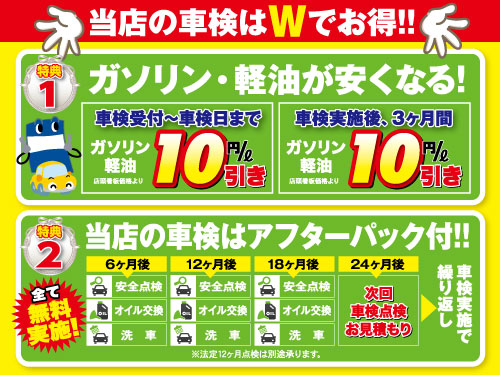 当店の車検はWでお得!!
特典
1
ガソリン・軽油が安くなる!
車検受付〜車検日まで
ガソリン
軽油
店頭看板価格より
10円/ℓ引き
車検実施後、3ヶ月間
ガソリン
軽油
店頭看板価格より
10円/ℓ引き
特典
2
当店の車検はアフターパック付!!
全て
無料
実施!
6ヶ月後 12ヶ月後 18ヶ月後 24ヶ月後
安全点検 安全点検 安全点検
OIL オイル交換 OIL オイル交換 OIL オイル交換
洗車 洗車 洗車
次回
車検点検
お見積もり
車検実施で
繰り返し
※法定12ヶ月点検は別途承ります。